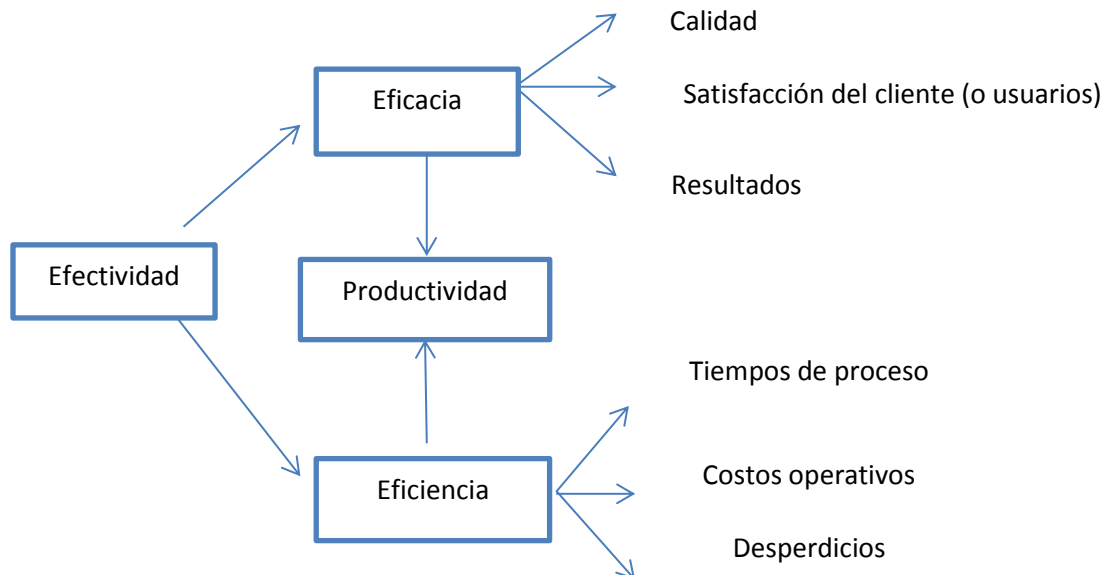 Calidad
Eficacia
Satisfacción del cliente (o usuarios)
Resultados
Efectividad
Productividad
Tiempos de proceso
Eficiencia
Costos operativos
Desperdicios